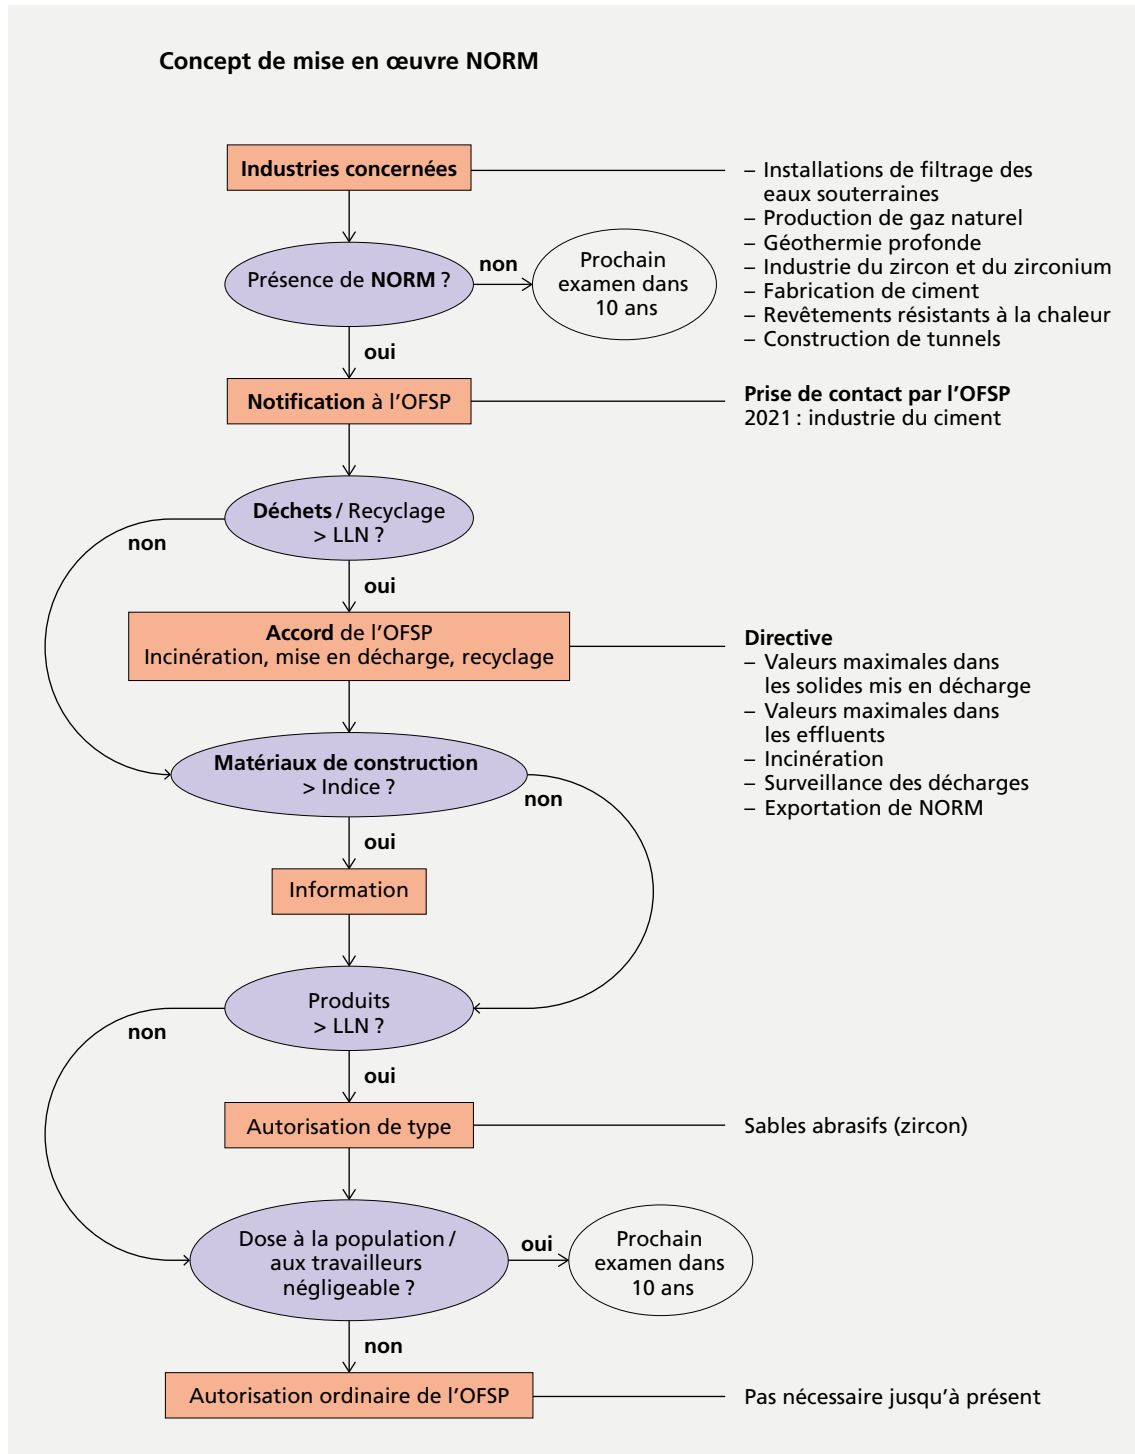 Concept de mise en œuvre NORM
Industries concernées
– Installations de filtrage des
eaux souterraines
– Production de gaz naturel
– Géothermie profonde
– Industrie du zircon et du zirconium
– Fabrication de ciment
– Revêtements résistants à la chaleur
– Construction de tunnels
Présence de NORM ?
non
Prochain
examen dans
10 ans
oui
Notification à l’OFSP
Prise de contact par l’OFSP
2021 : industrie du ciment
Déchets / Recyclage
> LLN ?
non
oui
Accord de l’OFSP
Incinération, mise en décharge, recyclage
Directive
– Valeurs maximales dans
les solides mis en décharge
– Valeurs maximales dans
les effluents
– Incinération
– Surveillance des décharges
– Exportation de NORM
Matériaux de construction
> Indice ?
non
oui
Information
Produits
> LLN ?
non
oui
Autorisation de type
Sables abrasifs (zircon)
Dose à la population /
aux travailleurs
négligeable ?
oui
Prochain
examen dans
10 ans
non
Autorisation ordinaire de l’OFSP
Pas nécessaire jusqu’à présent